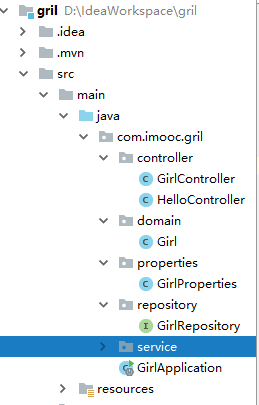 gril D:\IdeaWorkspace\gril
.idea
.mvn
src
main
java
com.imooc.gril
controller
C GirlController
C HelloController
domain
C Girl
properties
C GirlProperties
repository
I GirlRepository
service
GirlApplication
resources